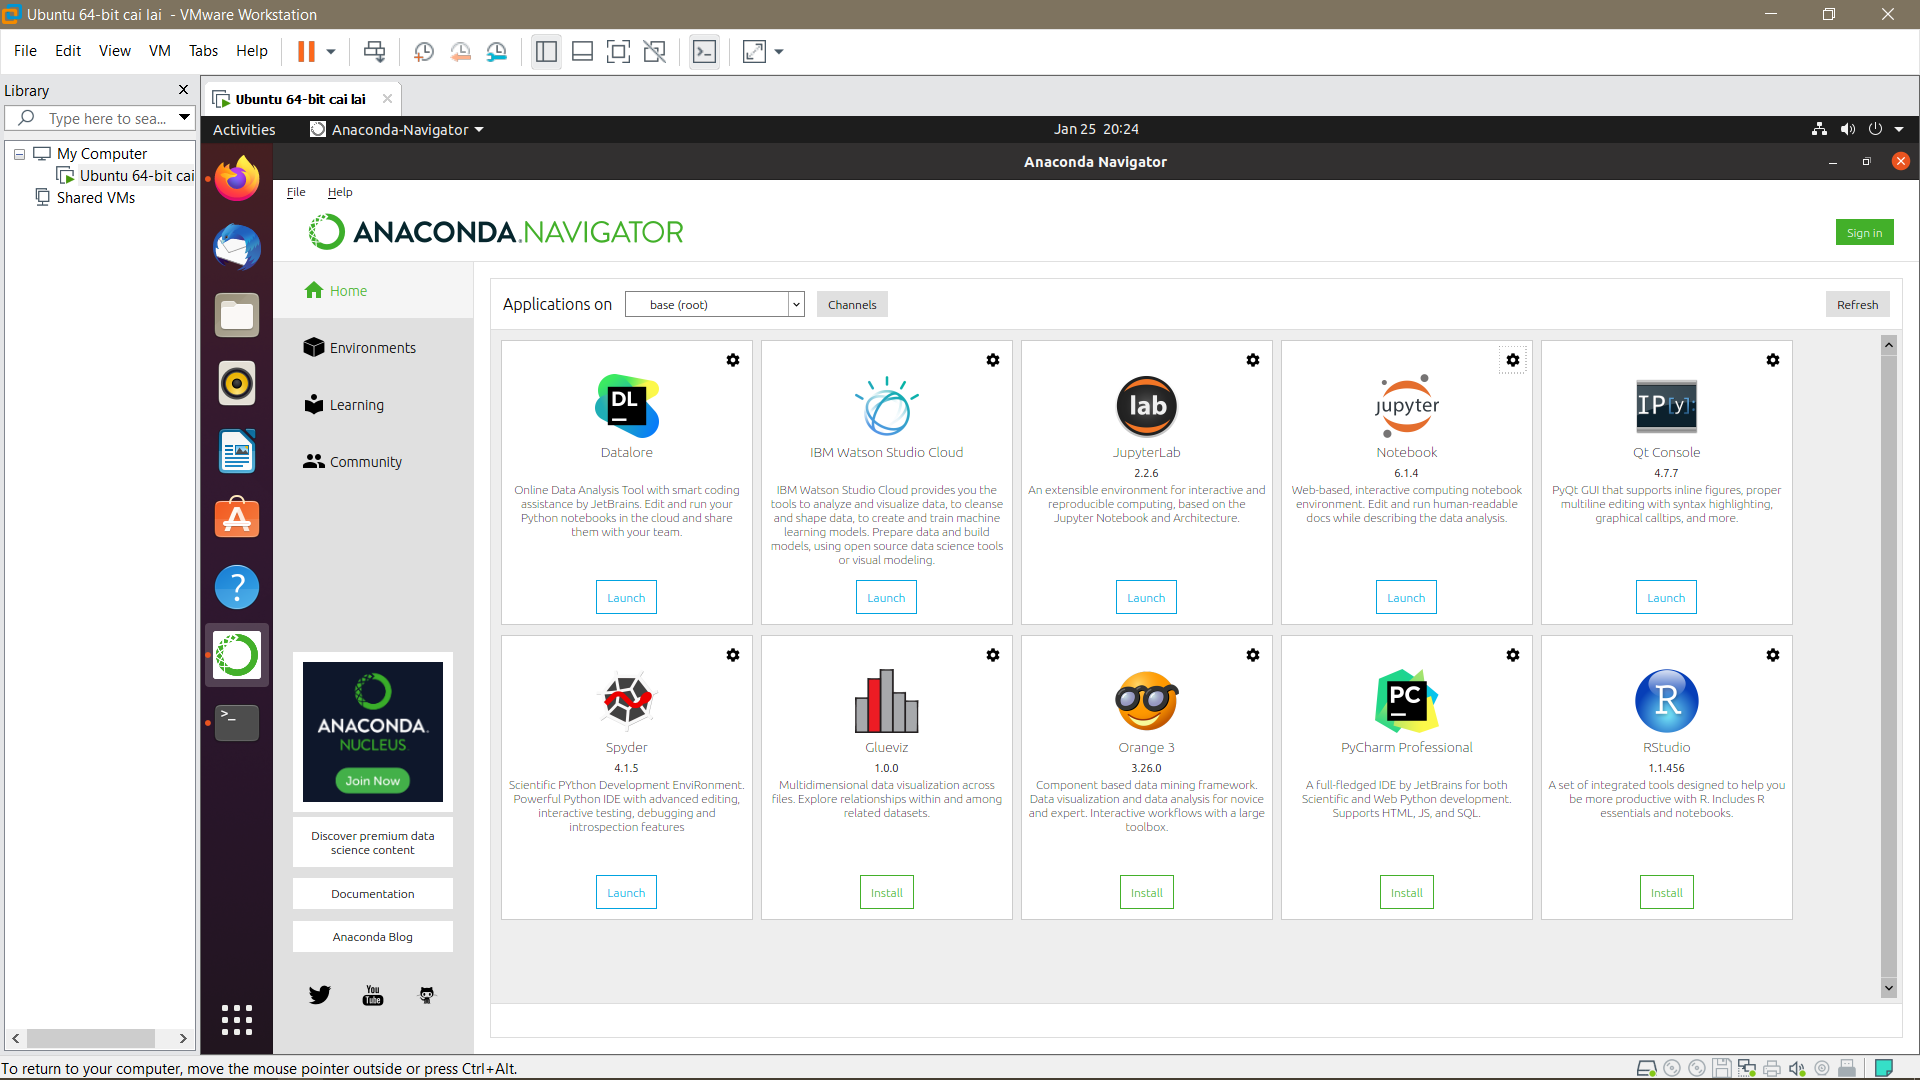 Ubuntu 64-bit cai lai - VMware Workstation
File Edit View VM Tabs Help
Library
Type here to sea...
My Computer
Ubuntu 64-bit cai
Shared VMs
Ubuntu 64-bit cai lai
Activities
Anaconda-Navigator
Jan 25 20:24
Anaconda Navigator
File Help
ANACONDA.NAVIGATOR
Sign in
Home
Environments
Learning
Community
ANACONDA.
NUCLEUS
Join Now
Discover premium data
science content
Documentation
Anaconda Blog
You
Tube
Applications on
base (root)
Channels
Refresh
DL
Datalore
Online Data Analysis Tool with smart coding
assistance by JetBrains. Edit and run your
Python notebooks in the cloud and share
them with your team.
Launch
IBM Watson Studio Cloud
IBM Watson Studio Cloud provides you the
tools to analyze and visualize data, to cleanse
and shape data, to create and train machine
learning models. Prepare data and build
models, using open source data science tools
or visual modeling.
Launch
lab
JupyterLab
2.2.6
An extensible environment for interactive and
reproducible computing, based on the
Jupyter Notebook and Architecture.
Launch
jupyter
Notebook
6.1.4
Web-based, interactive computing notebook
environment. Edit and run human-readable
docs while describing the data analysis.
Launch
IP[y]:
Qt Console
4.7.7
PyQt GUI that supports inline figures, proper
multiline editing with syntax highlighting,
graphical calltips, and more.
Launch
Spyder
4.1.5
Scientific PYthon Development EnviRonment.
Powerful Python IDE with advanced editing,
interactive testing, debugging and
introspection features
Launch
Glueviz
1.0.0
Multidimensional data visualization across
files. Explore relationships within and among
related datasets.
Install
Orange 3
3.26.0
Component based data mining framework.
Data visualization and data analysis for novice
and expert. Interactive workflows with a large
toolbox.
Install
PC
PyCharm Professional
A full-fledged IDE by JetBrains for both
Scientific and Web Python development.
Supports HTML, JS, and SQL.
Install
R
RStudio
1.1.456
A set of integrated tools designed to help you
be more productive with R. Includes R
essentials and notebooks.
Install
To return to your computer, move the mouse pointer outside or press Ctrl+Alt.